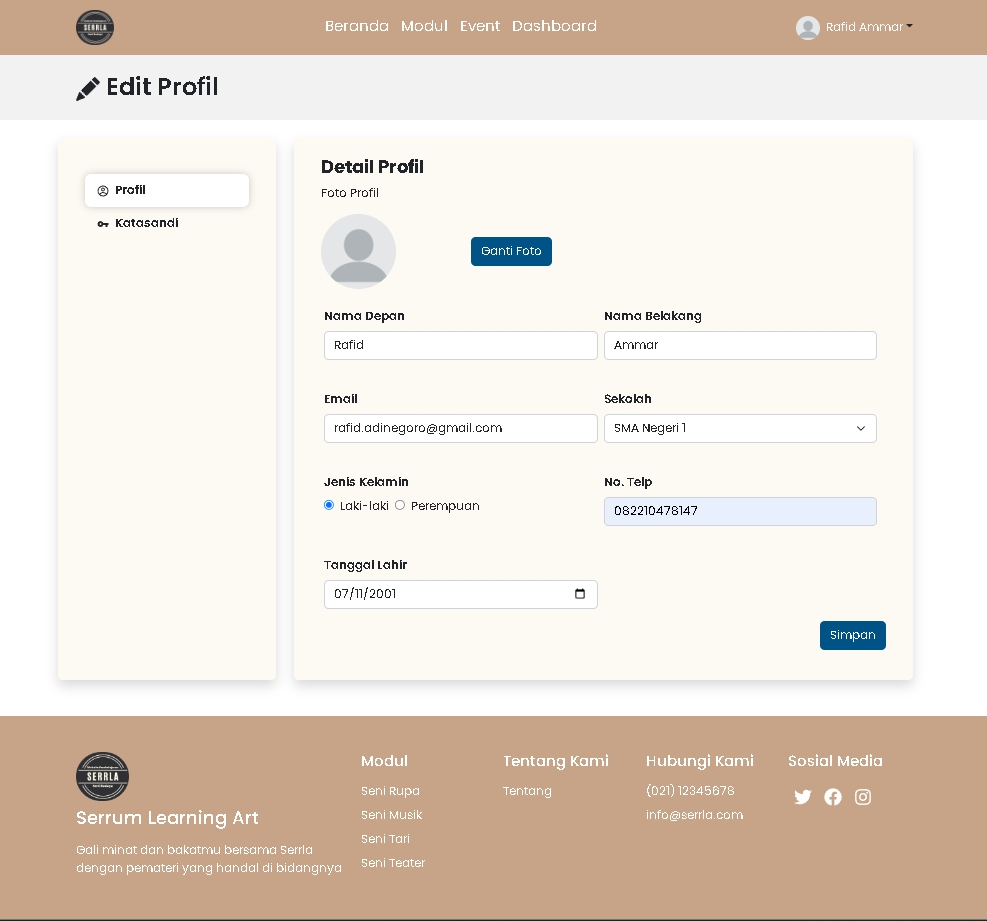 SERRLA
Beranda Modul Event Dashboard
Rafid Ammar
Edit Profil
Profil
Katasandi
Detail Profil
Foto Profil
Ganti Foto
Nama Depan
Nama Belakang
Rafid
Ammar
Email
Sekolah
rafid.adinegoro@gmail.com
SMA Negeri 1
Jenis Kelamin
No. Telp
Laki-laki Perempuan
082210478147
Tanggal Lahir
07/11/2001
Simpan
SERRLA
Serrum Learning Art
Gali minat dan bakatmu bersama Serrla
dengan pemateri yang handal di bidangnya
Modul
Seni Rupa
Seni Musik
Seni Tari
Seni Teater
Tentang Kami
Tentang
Hubungi Kami
(021) 12345678
info@serrla.com
Sosial Media